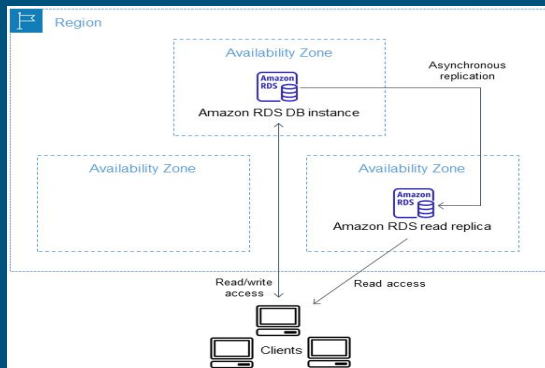 Region
Availability Zone
Amazon
RDS
Amazon RDS DB instance
Asynchronous
replication
Availability Zone
Availability Zone
Amazon
RDS
Amazon RDS read replica
Read/write
access
Read access
Clients